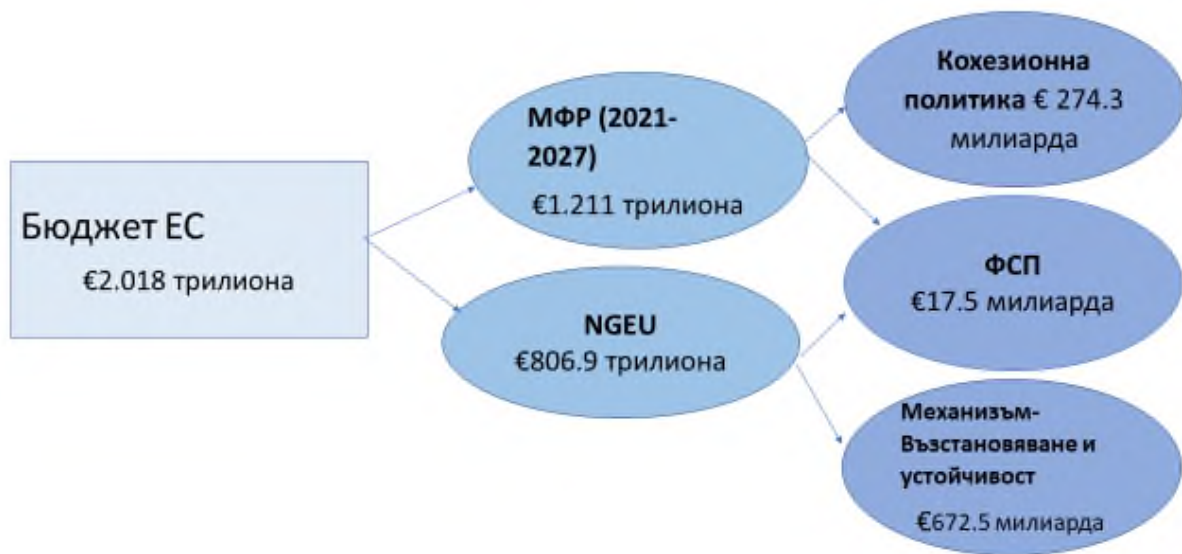 Бюджет ЕС
€2.018 трилиона
МФР (2021-
2027)
€1.211 трилиона
NGEU
€806.9 трилиона
Кохезионна
политика € 274.3
милиарда
ФСП
€17.5 милиарда
Механизъм-
Възстановяване и
устойчивост
€672.5 милиарда